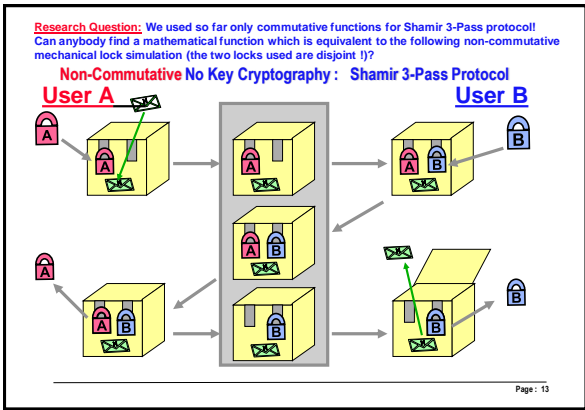 Research Question: We used so far only commutative functions for Shamir 3-Pass protocol!
Can anybody find a mathematical function which is equivalent to the following non-commutative
mechanical lock simulation (the two locks used are disjoint !)?
Non-Commutative No Key Cryptography : Shamir 3-Pass Protocol
User A
User B
A
B
A
A
A
B
A
B
A
A
B
B
B
B
Page : 13